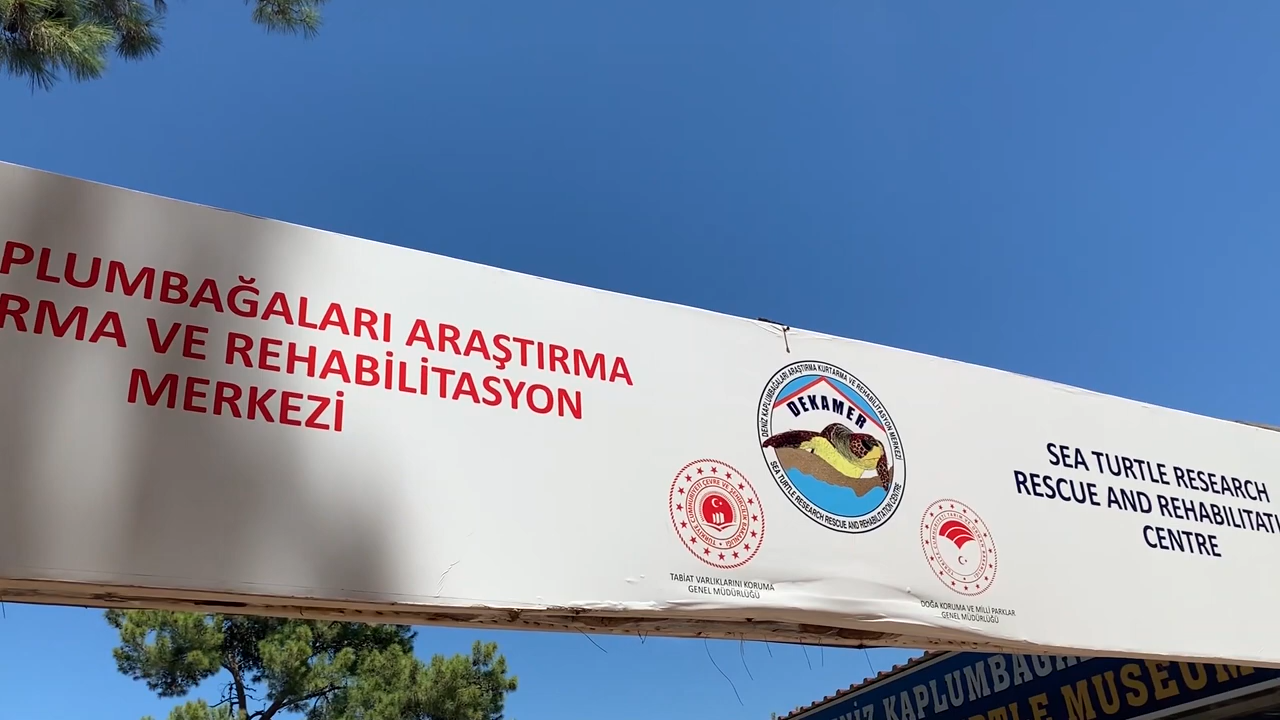 PLUMBAĞALARI ARAŞTIRMA
RMA VE REHABİLİTASYON
MERKEZİ
DENİZ KAPLUMBAĞALARI ARAŞTIRMA KURTARMA VE REHABİLİTASYON MERKEZİ
DEKAMER
SEA TURTLE RESEARCH RESCUE AND REHABILITATION CENTRE
TABİAT VARLIKLARINI KORUMA
GENEL MÜDÜRLÜĞÜ
DOĞA KORUMA VE MİLLİ PARKLAR
GENEL MÜDÜRLÜĞÜ
SEA TURTLE RESEARCH
RESCUE AND REHABILITATI
CENTRE
NİZ KAPLUMBAĞA
TLE MUSEUM